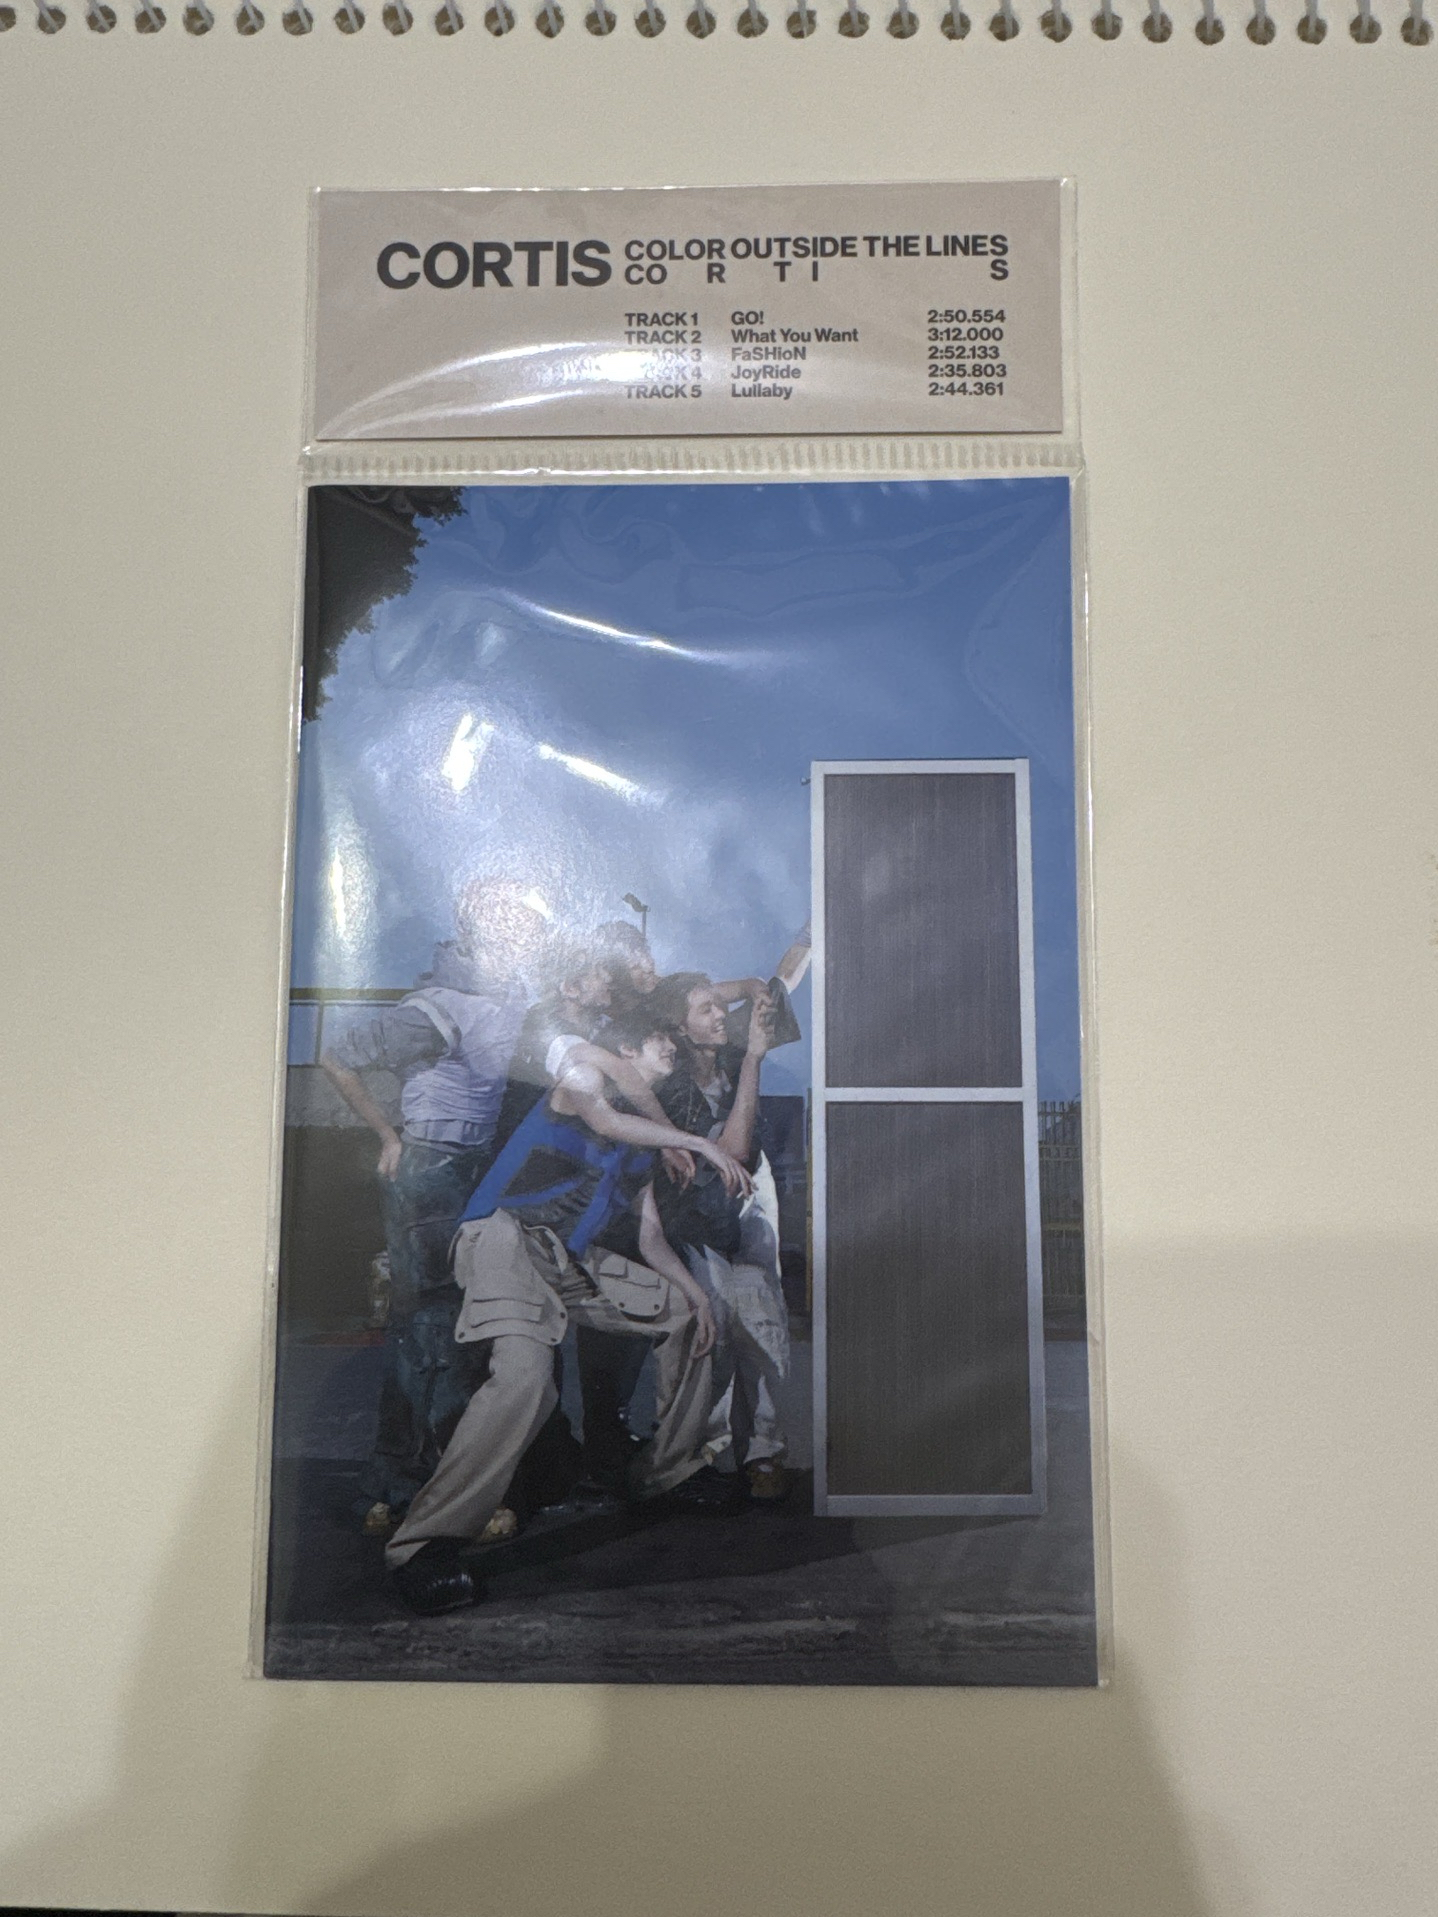 CORTIS COLOR OUTSIDE THE LINES
CO R T I S
TRACK 1 GO! 2:50.554
TRACK 2 What You Want 3:12.000
TRACK 3 FaSHioN 2:52.133
TRACK 4 JoyRide 2:35.803
TRACK 5 Lullaby 2:44.361